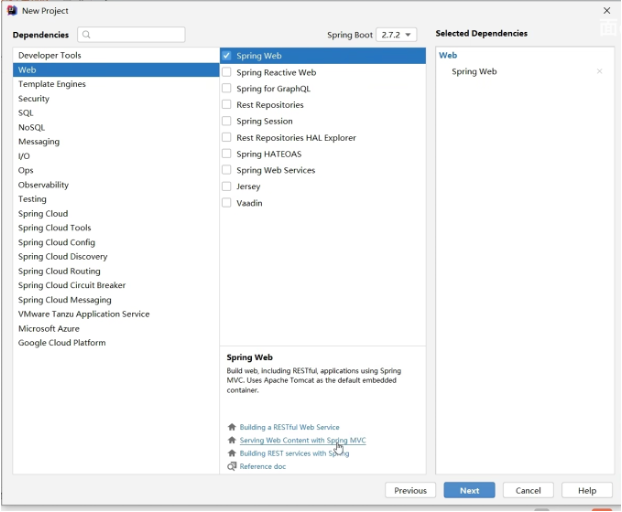 New Project
Dependencies
Spring Boot 2.7.2
Selected Dependencies
Developer Tools
Web
Template Engines
Security
SQL
NoSQL
Messaging
I/O
Ops
Observability
Testing
Spring Cloud
Spring Cloud Tools
Spring Cloud Config
Spring Cloud Discovery
Spring Cloud Routing
Spring Cloud Circuit Breaker
Spring Cloud Messaging
VMware Tanzu Application Service
Microsoft Azure
Google Cloud Platform
Spring Web
Spring Reactive Web
Spring for GraphQL
Rest Repositories
Spring Session
Rest Repositories HAL Explorer
Spring HATEOAS
Spring Web Services
Jersey
Vaadin
Spring Web
Build web, including RESTful, applications using Spring
MVC. Uses Apache Tomcat as the default embedded
container.
Building a RESTful Web Service
Serving Web Content with Spring MVC
Building REST services with Spring
Reference doc
Web
Spring Web
Previous
Next
Cancel
Help